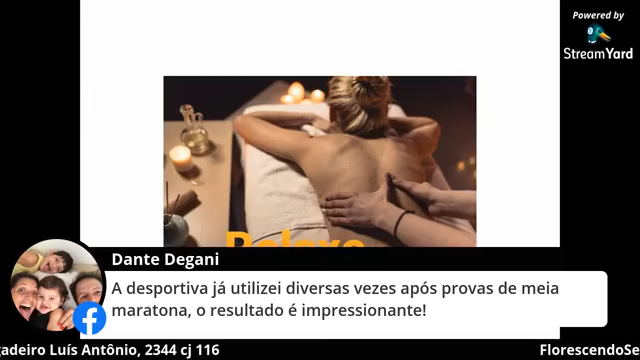 Powered by
StreamYard
Relaxe
Dante Degani
A desportiva já utilizei diversas vezes após provas de meia
maratona, o resultado é impressionante!
gadeiro Luís Antônio, 2344 cj 116
FlorescendoSe